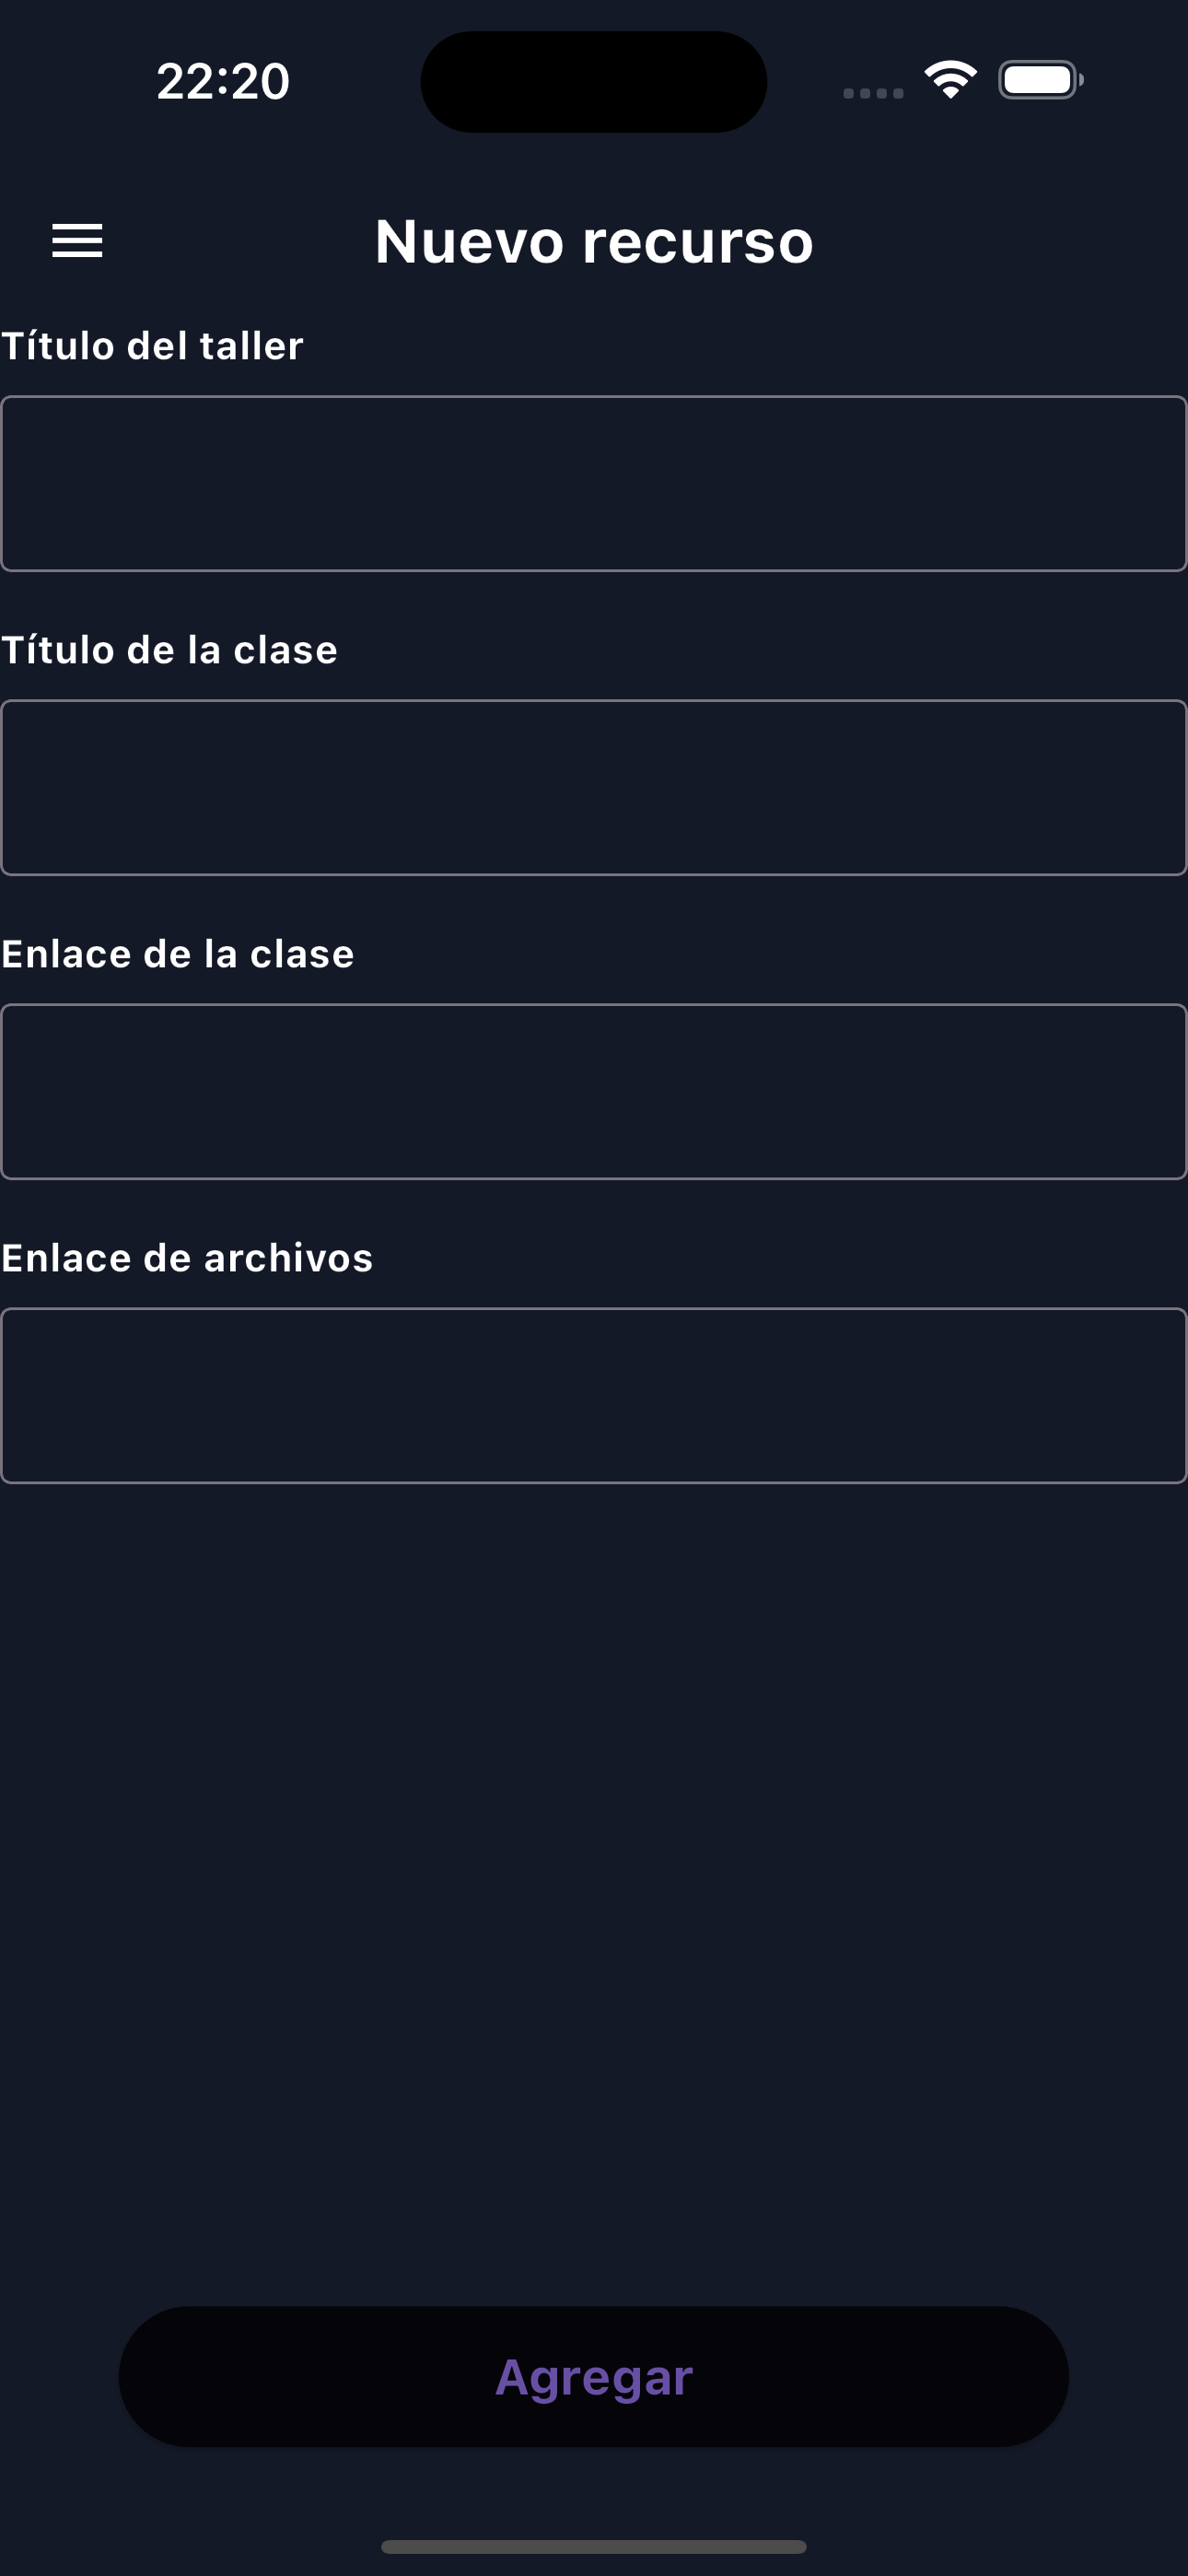 22:20
Nuevo recurso
Título del taller
Título de la clase
Enlace de la clase
Enlace de archivos
Agregar